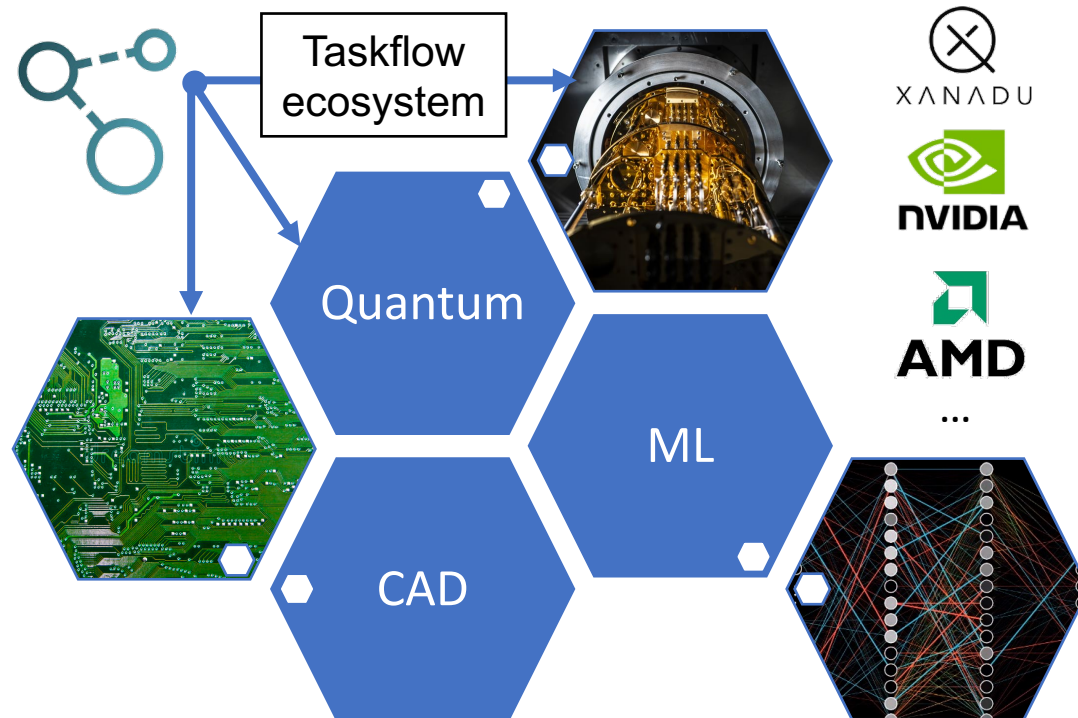 Taskflow
ecosystem
XANADU
NVIDIA
AMD
...
Quantum
ML
CAD